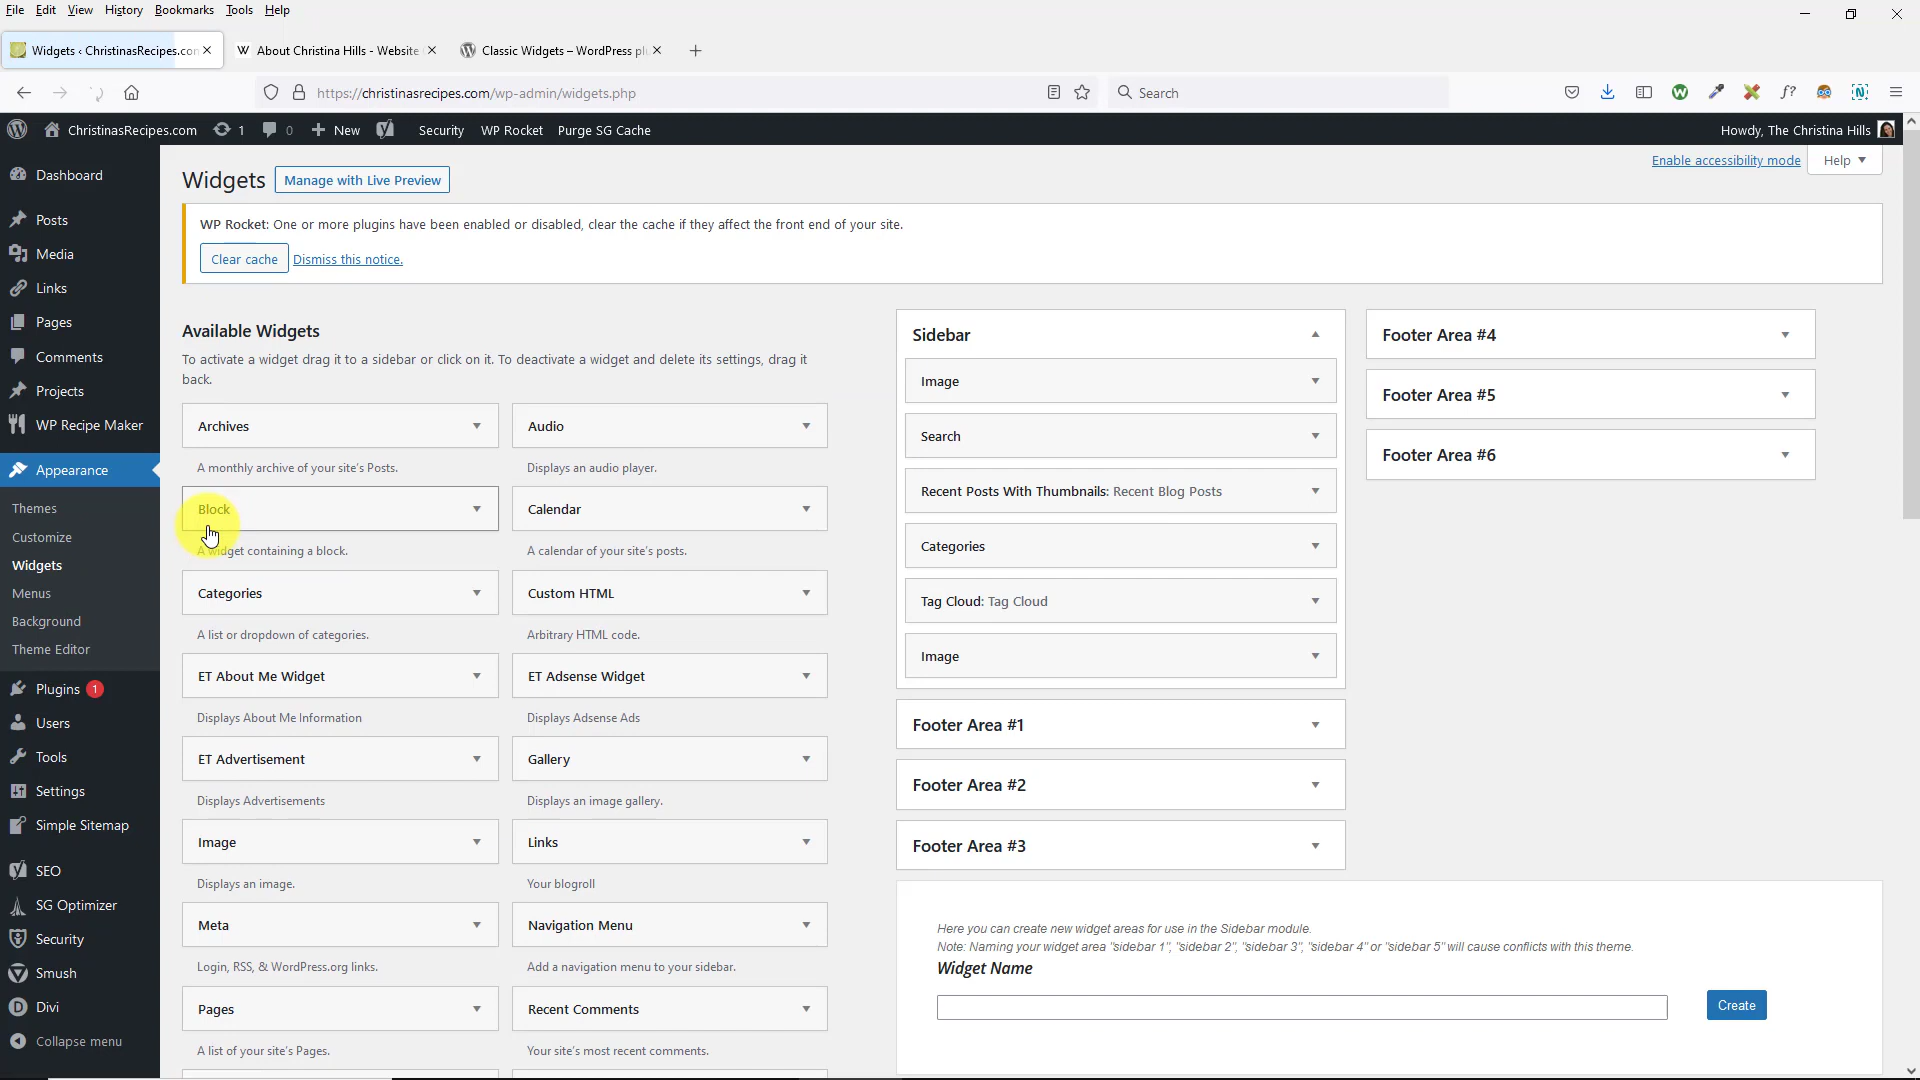 File Edit View History Bookmarks Tools Help
Widgets ‹ ChristinasRecipes.com
About Christina Hills - Website
Classic Widgets – WordPress pl
https://christinasrecipes.com/wp-admin/widgets.php
Search
ChristinasRecipes.com 1 0 New Security WP Rocket Purge SG Cache
Howdy, The Christina Hills
Dashboard
Posts
Media
Links
Pages
Comments
Projects
WP Recipe Maker
Appearance
Themes
Customize
Widgets
Menus
Background
Theme Editor
Plugins 1
Users
Tools
Settings
Simple Sitemap
SEO
SG Optimizer
Security
Smush
Divi
Collapse menu
Enable accessibility mode
Help
Widgets
Manage with Live Preview
WP Rocket: One or more plugins have been enabled or disabled, clear the cache if they affect the front end of your site.
Clear cache
Dismiss this notice.
Available Widgets
To activate a widget drag it to a sidebar or click on it. To deactivate a widget and delete its settings, drag it
back.
Archives
A monthly archive of your site's Posts.
Audio
Displays an audio player.
Block
A widget containing a block.
Calendar
A calendar of your site's posts.
Categories
A list or dropdown of categories.
Custom HTML
Arbitrary HTML code.
ET About Me Widget
Displays About Me Information
ET Adsense Widget
Displays Adsense Ads
ET Advertisement
Displays Advertisements
Gallery
Displays an image gallery.
Image
Displays an image.
Links
Your blogroll
Meta
Login, RSS, & WordPress.org links.
Navigation Menu
Add a navigation menu to your sidebar.
Pages
A list of your site's Pages.
Recent Comments
Your site's most recent comments.
Sidebar
Image
Search
Recent Posts With Thumbnails: Recent Blog Posts
Categories
Tag Cloud: Tag Cloud
Image
Footer Area #1
Footer Area #2
Footer Area #3
Footer Area #4
Footer Area #5
Footer Area #6
Here you can create new widget areas for use in the Sidebar module.
Note: Naming your widget area "sidebar 1", "sidebar 2", "sidebar 3", "sidebar 4" or "sidebar 5" will cause conflicts with this theme.
Widget Name
Create